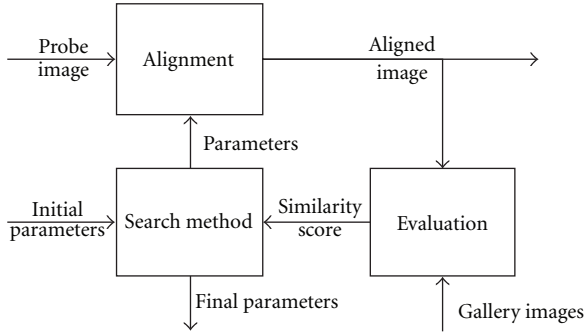 Probe
image
Alignment
Aligned
image
Parameters
Initial
parameters
Search method
Similarity
score
Evaluation
Final parameters
Gallery images